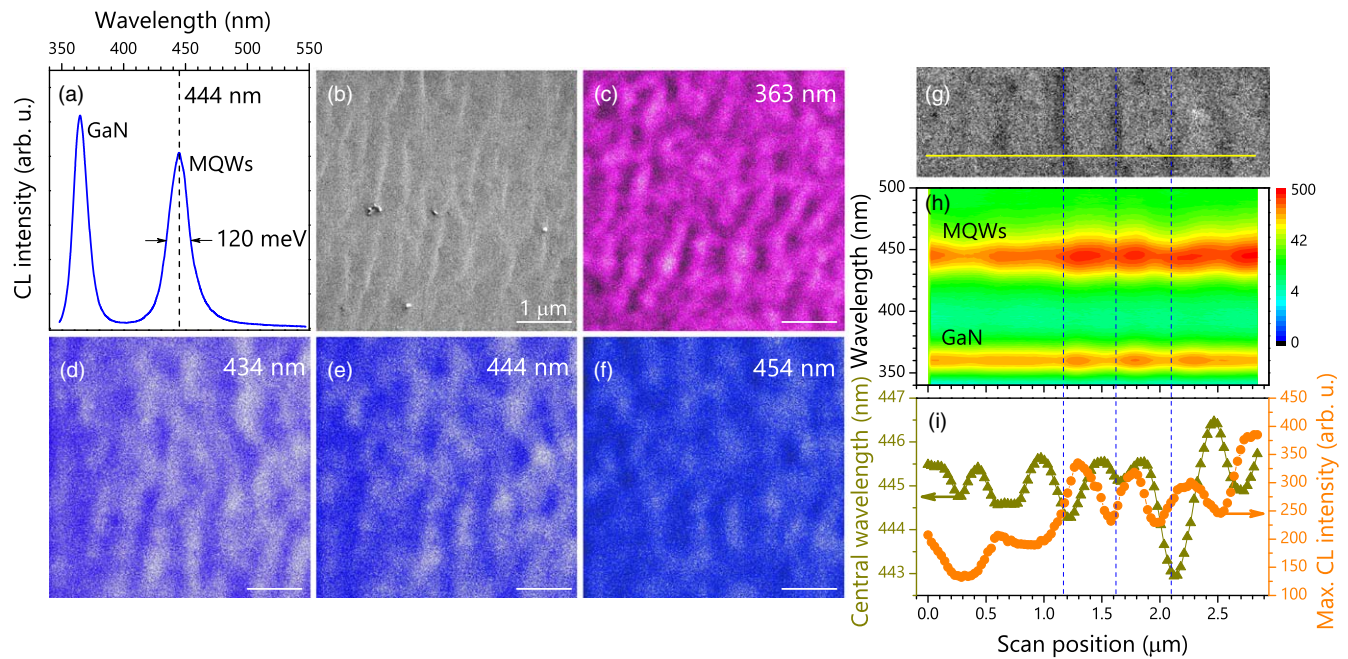 Wavelength (nm)
350 400 450 500 550
CL intensity (arb. u.)
(a)
444 nm
GaN
MQWs
120 meV
(b)
1 μm
(c)
363 nm
(d)
434 nm
(e)
444 nm
(f)
454 nm
(g)
(h)
Wavelength (nm)
500
450
400
350
MQWs
GaN
500
42
4
0
(i)
Central wavelength (nm)
447
446
445
444
443
Max. CL intensity (arb. u.)
450
400
350
300
250
200
150
100
0.0 0.5 1.0 1.5 2.0 2.5
Scan position (μm)